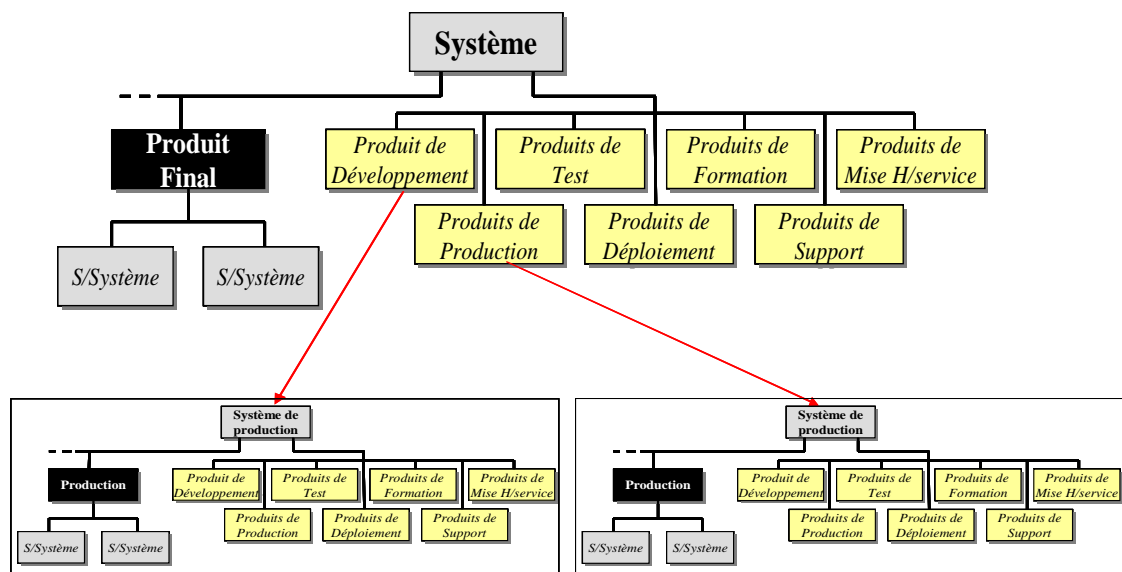 Système
Produit
Final
Produit de
Développement
Produits de
Test
Produits de
Formation
Produits de
Mise H/service
Produits de
Production
Produits de
Déploiement
Produits de
Support
S/Système
S/Système
Système de
production
Production
Produit de
Développement
Produits de
Test
Produits de
Formation
Produits de
Mise H/service
Produits de
Production
Produits de
Déploiement
Produits de
Support
S/Système
S/Système
Système de
production
Production
Produit de
Développement
Produits de
Test
Produits de
Formation
Produits de
Mise H/service
Produits de
Production
Produits de
Déploiement
Produits de
Support
S/Système
S/Système